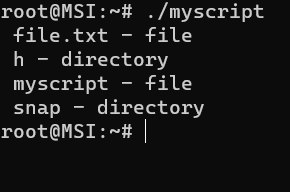 root@MSI:~# ./myscript
file.txt - file
h - directory
myscript - file
snap - directory
root@MSI:~#